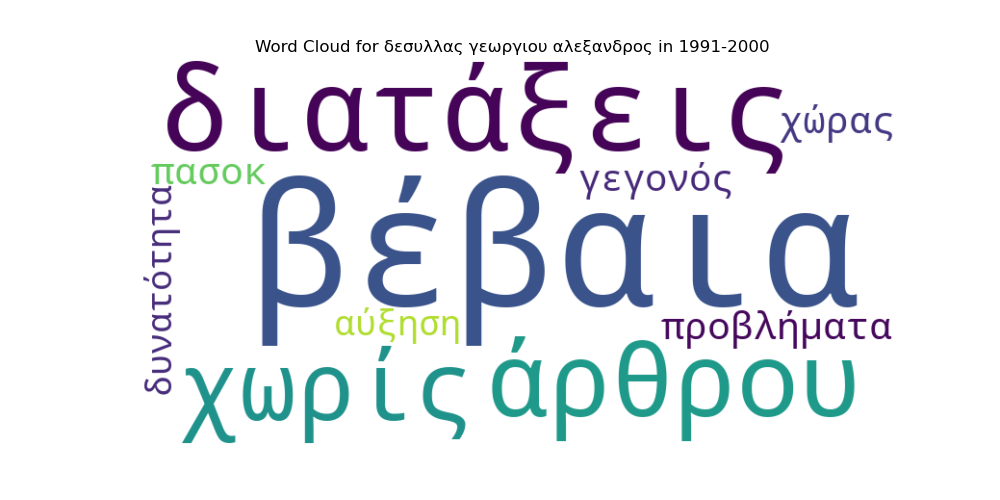 Word Cloud for δεσυλλας γεωργιου αλεξανδρος in 1991-2000
διατάξεις
χώρας
πασοκ
γεγονός
δυνατότητα
βέβαια
αύξηση
προβλήματα
χωρίς
άρθρου